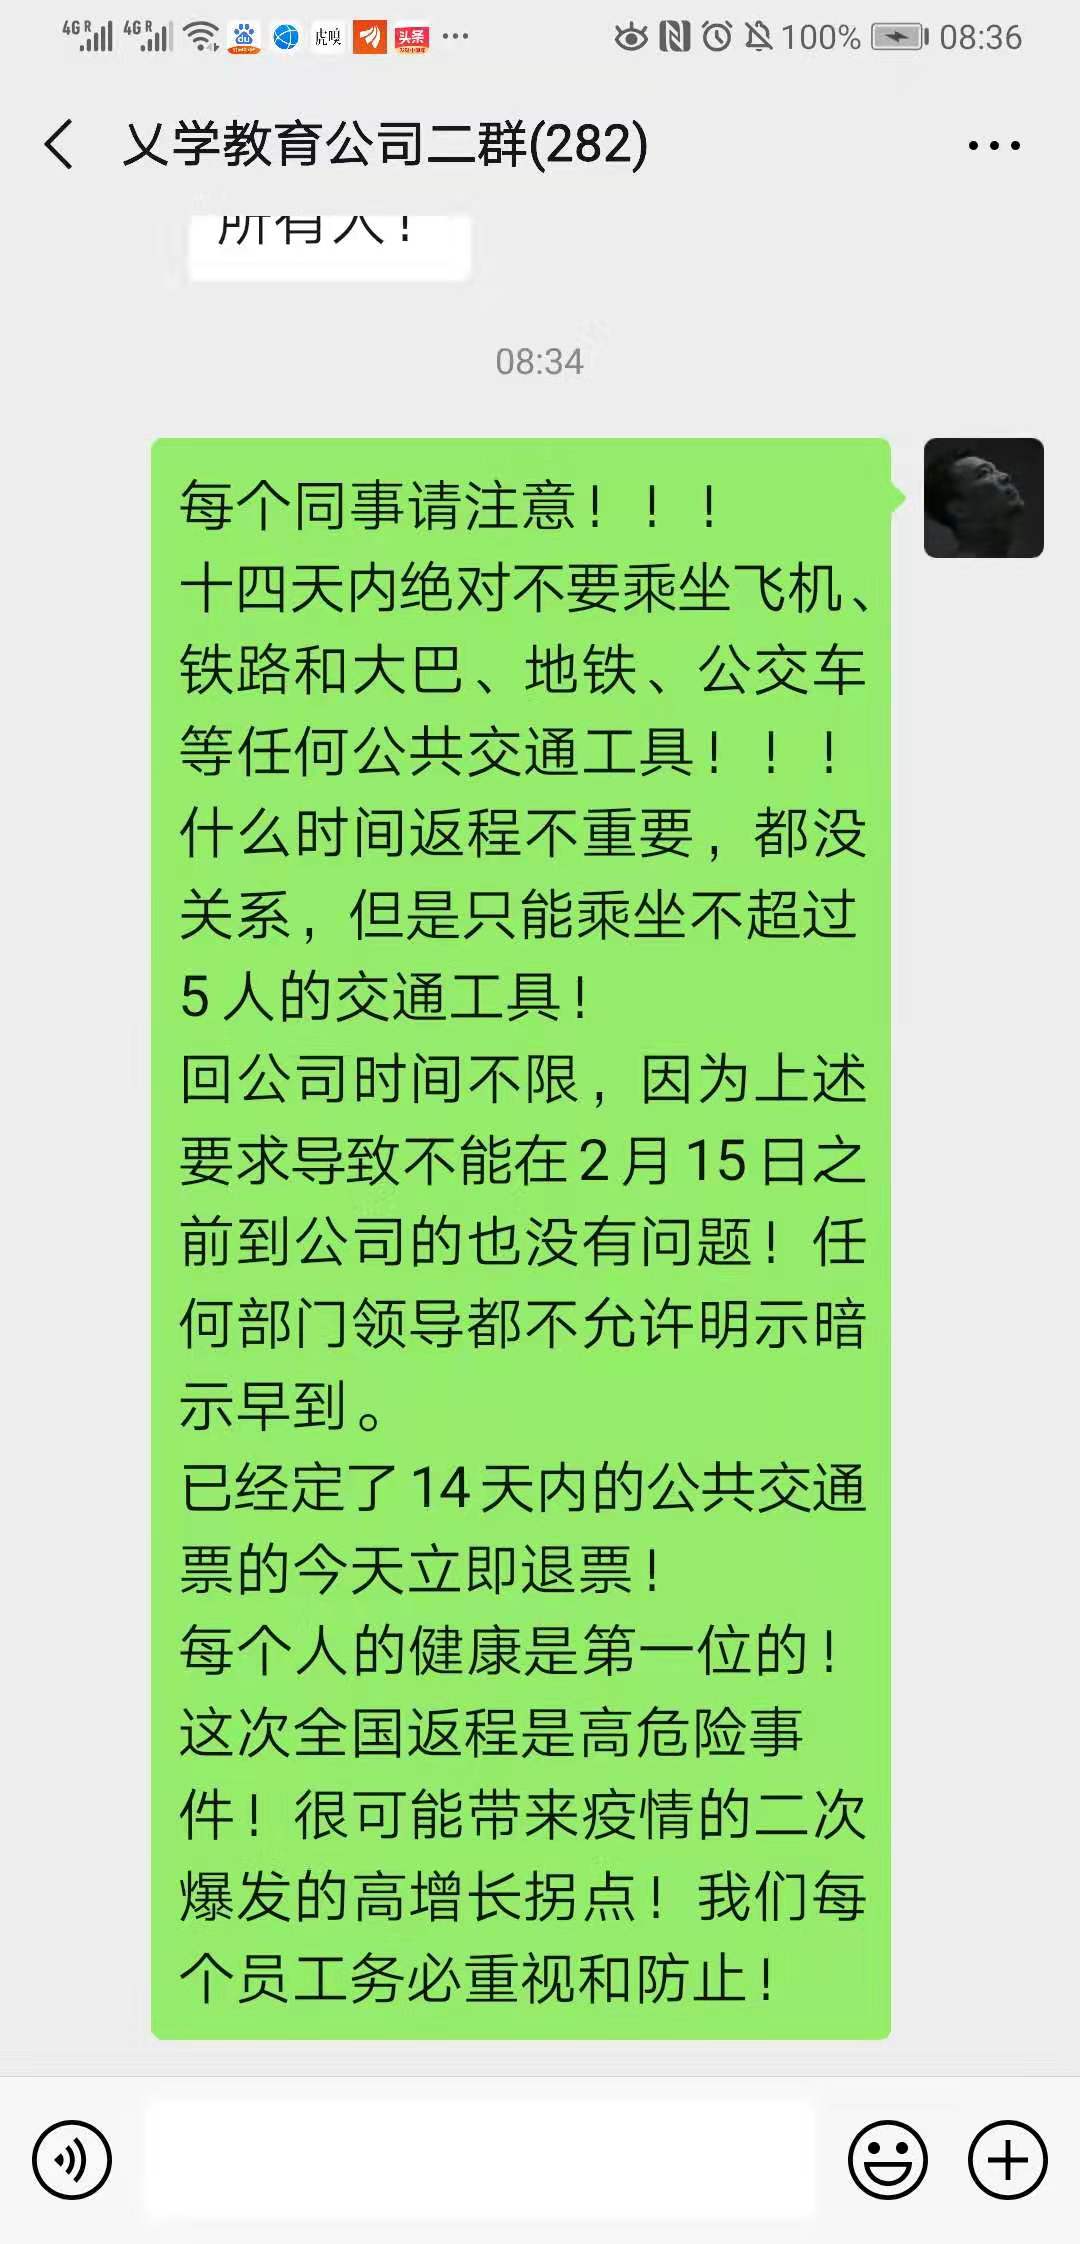 4G R 4G R du 虎嗅 头条 ··· 100% 08:36
乂学教育公司二群(282)
所有人！
08:34
每个同事请注意！！！
十四天内绝对不要乘坐飞机、
铁路和大巴、地铁、公交车
等任何公共交通工具！！！
什么时间返程不重要，都没
关系，但是只能乘坐不超过
5人的交通工具！
回公司时间不限，因为上述
要求导致不能在2月15日之
前到公司的也没有问题！任
何部门领导都不允许明示暗
示早到。
已经定了14天内的公共交通
票的今天立即退票！
每个人的健康是第一位的！
这次全国返程是高危险事
件！很可能带来疫情的二次
爆发的高增长拐点！我们每
个员工务必重视和防止！